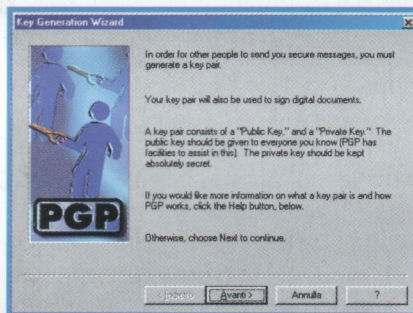 Key Generation Wizard
In order for other people to send you secure messages, you must
generate a key pair.
Your key pair will also be used to sign digital documents.
A key pair consists of a "Public Key," and a "Private Key." The
public key should be given to everyone you know (PGP has
facilities to assist in this). The private key should be kept
absolutely secret.
If you would like more information on what a key pair is and how
PGP works, click the Help button, below.
Otherwise, choose Next to continue.
PGP
Avanti >
Annulla
?